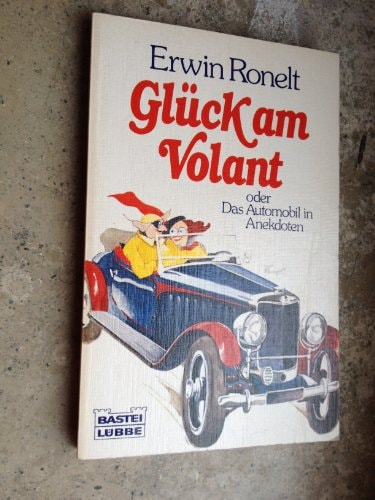 Erwin Ronelt
Glück am
Volant
oder
Das Automobil in
Anekdoten
BASTEI
LÜBBE